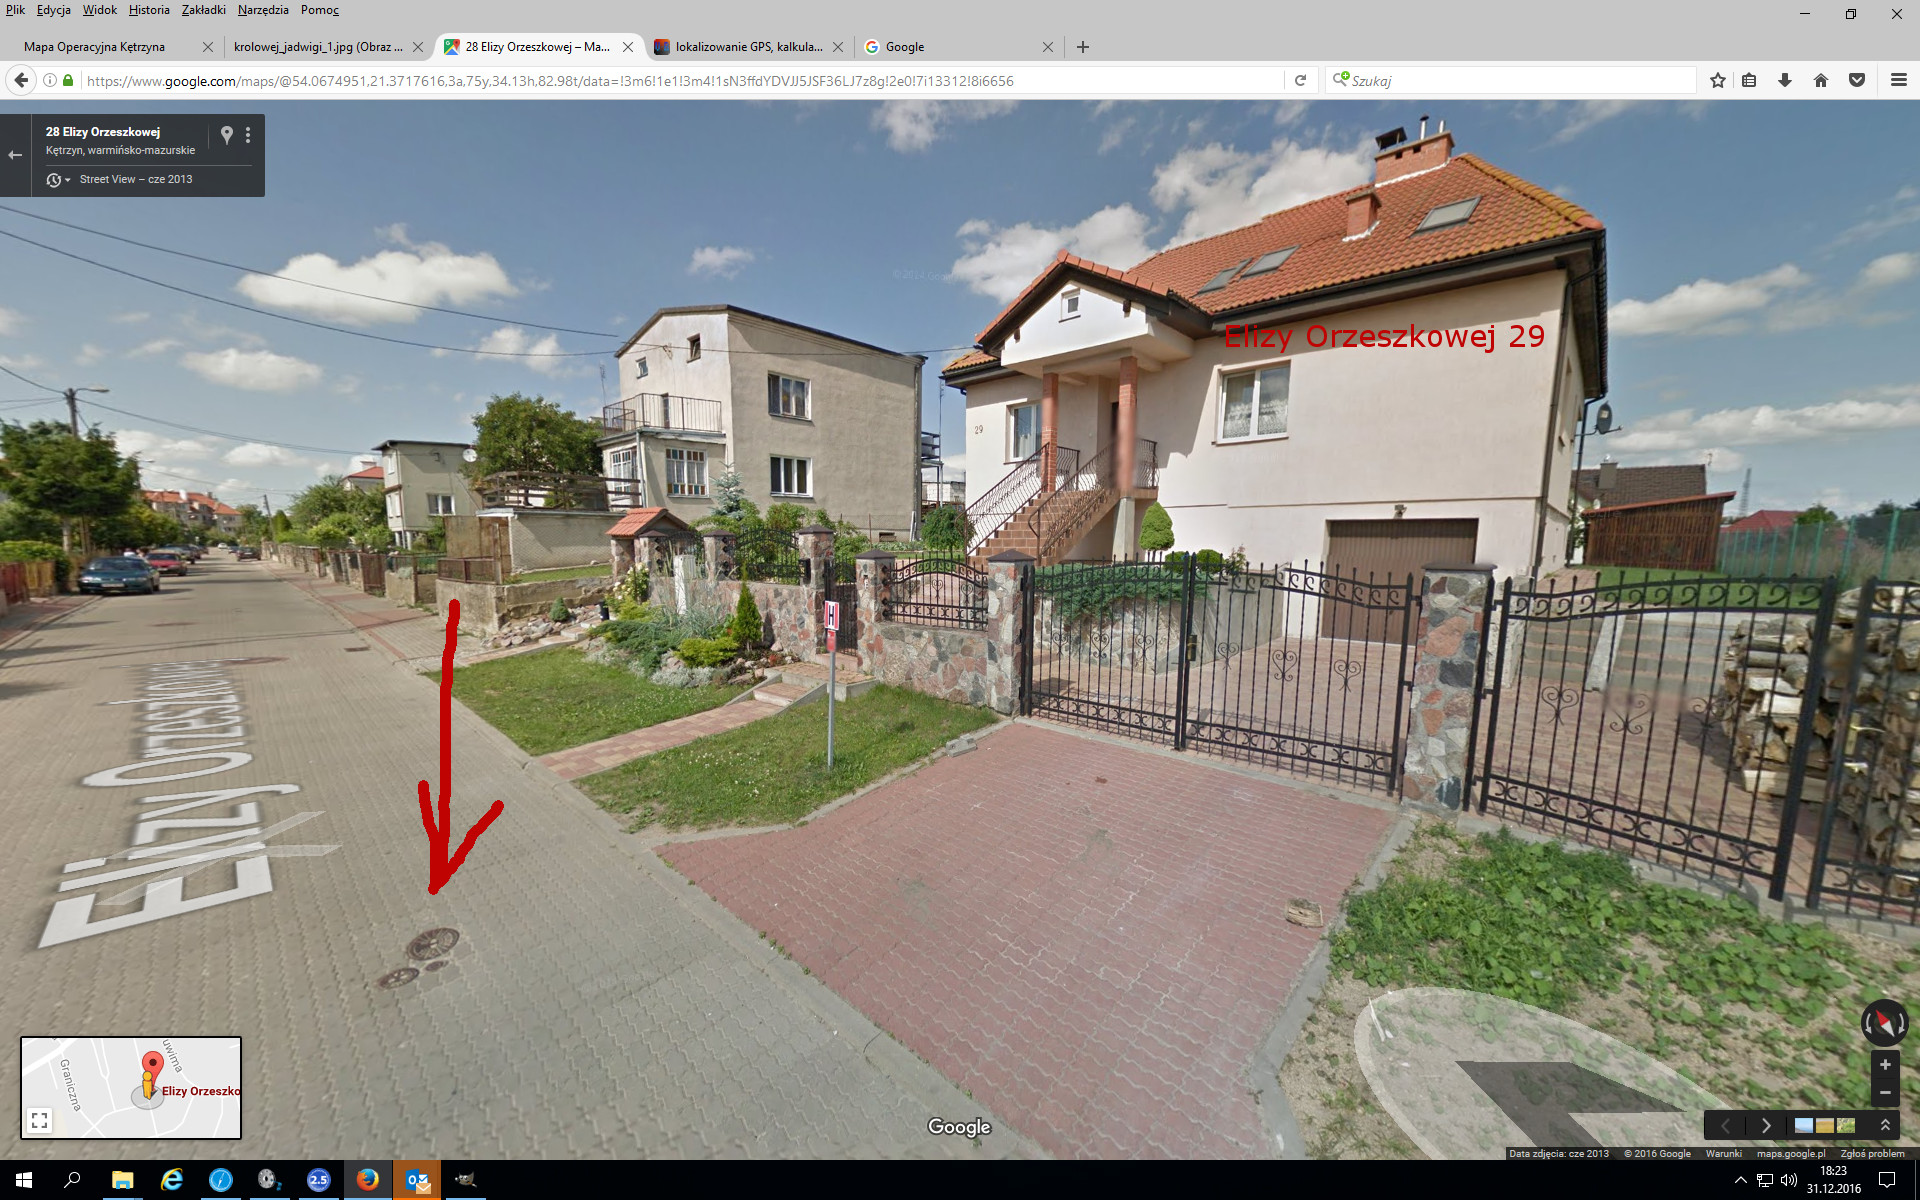 Plik Edycja Widok Historia Zakładki Narzędzia Pomoc
Mapa Operacyjna Kętrzyna
krolowej_jadwigi_1.jpg (Obraz ...
28 Elizy Orzeszkowej – Ma...
lokalizowanie GPS, kalkula...
Google
https://www.google.com/maps/@54.0674951,21.3717616,3a,75y,34.13h,82.98t/data=!3m6!1e1!3m4!1sN3ffdYDVJJ5JSF36LJ7z8g!2e0!7i13312!8i6656
Szukaj
28 Elizy Orzeszkowej
Kętrzyn, warmińsko-mazurskie
Street View – cze 2013
Elizy Orzeszkowej 29
29
H
Elizy Orzeszkowej
Graniczna
uwima
Elizy Orzeszko
Google
Data zdjęcia: cze 2013 © 2016 Google Warunki maps.google.pl Zgłoś problem
2.5
18:23
31.12.2016